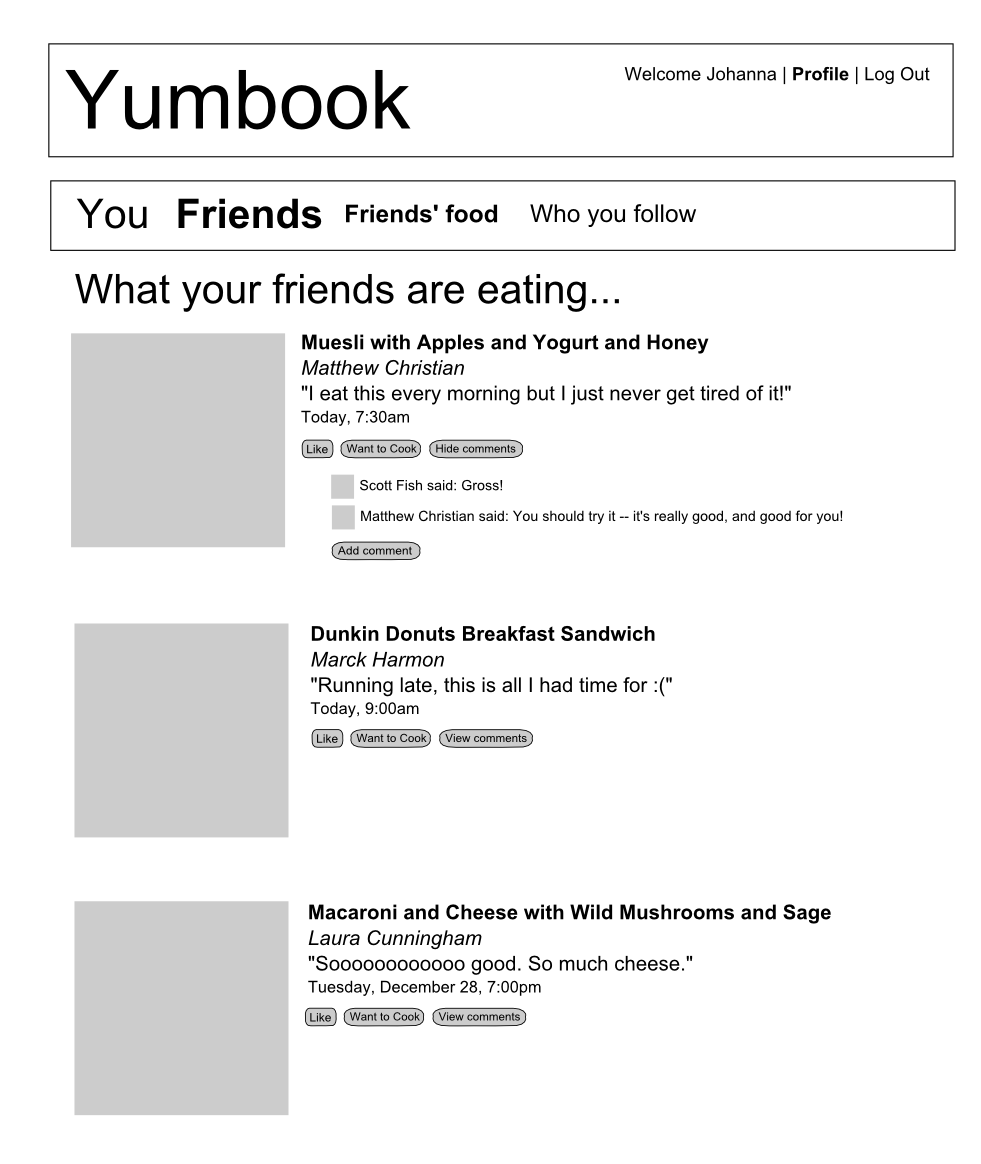 Yumbook
Welcome Johanna | Profile | Log Out
You Friends Friends' food Who you follow
What your friends are eating...
Muesli with Apples and Yogurt and Honey
Matthew Christian
"I eat this every morning but I just never get tired of it!"
Today, 7:30am
Like Want to Cook Hide comments
Scott Fish said: Gross!
Matthew Christian said: You should try it -- it's really good, and good for you!
Add comment
Dunkin Donuts Breakfast Sandwich
Marck Harmon
"Running late, this is all I had time for :("
Today, 9:00am
Like Want to Cook View comments
Macaroni and Cheese with Wild Mushrooms and Sage
Laura Cunningham
"Soooooooooooo good. So much cheese."
Tuesday, December 28, 7:00pm
Like Want to Cook View comments